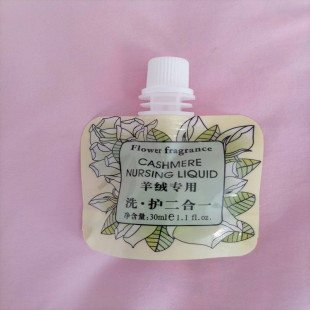 Flower fragrance
CASHMERE
NURSING LIQUID
羊绒专用
洗·护二合一
净含量:30ml℮1.1 fl.oz.